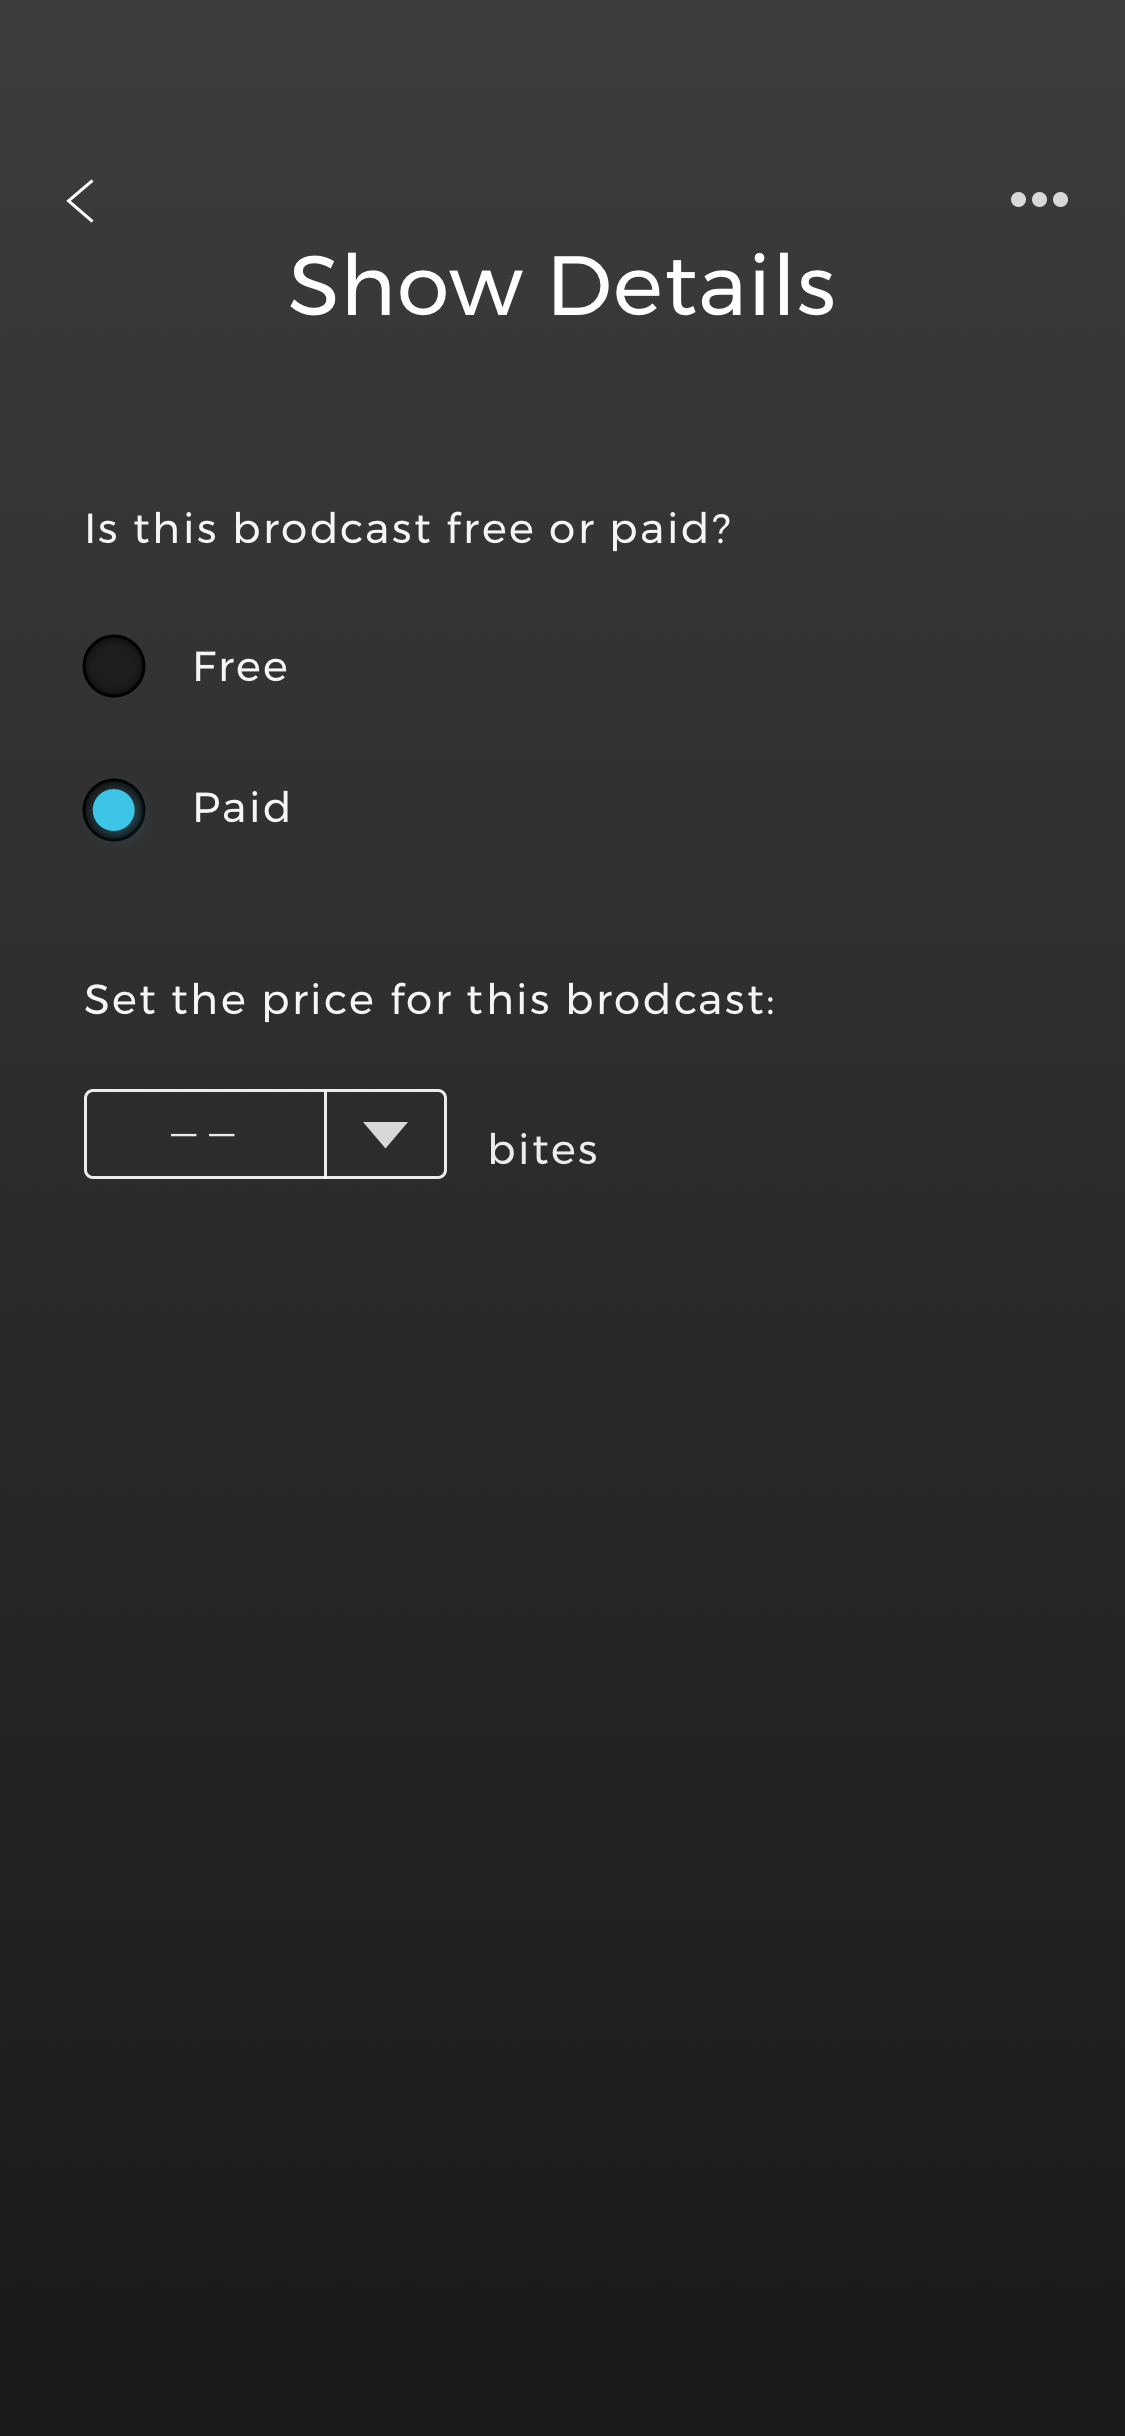 Show Details
Is this brodcast free or paid?
Free
Paid
Set the price for this brodcast:
– –
bites